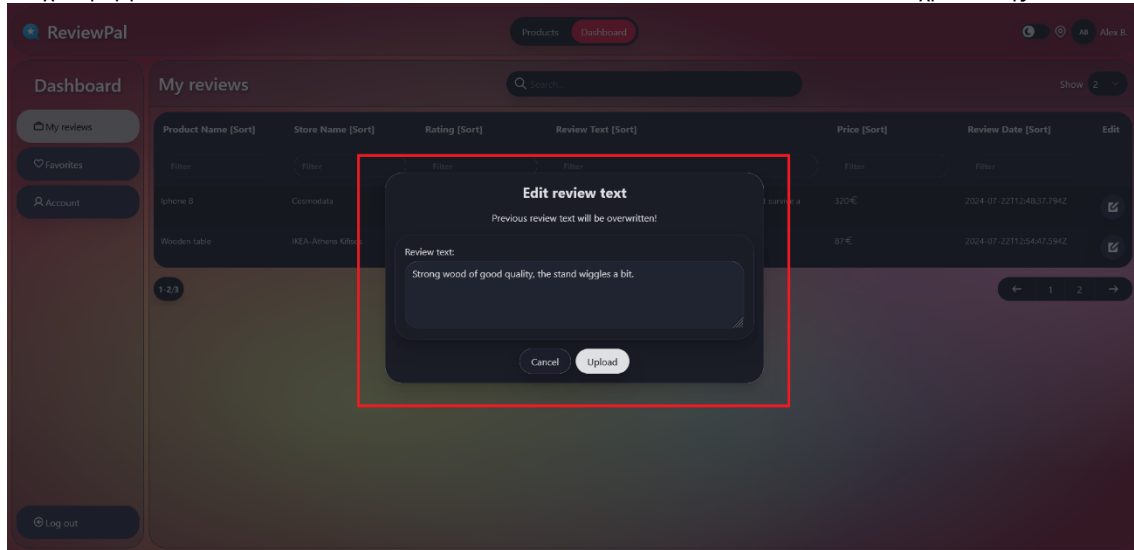 ReviewPal
Products Dashboard
AB Alex B.
Dashboard
My reviews
Favorites
Account
Log out
My reviews
Search...
Show 2
Product Name [Sort] Store Name [Sort] Rating [Sort] Review Text [Sort] Price [Sort] Review Date [Sort] Edit
Filter Filter Filter Filter Filter Filter
Iphone 8 Cosmodata survive a 320€ 2024-07-22T12:48:37.794Z
Wooden table IKEA-Athens Kifisos 87€ 2024-07-22T12:54:47.594Z
1-2/3
← 1 2 →
Edit review text
Previous review text will be overwritten!
Review text:
Strong wood of good quality, the stand wiggles a bit.
Cancel Upload